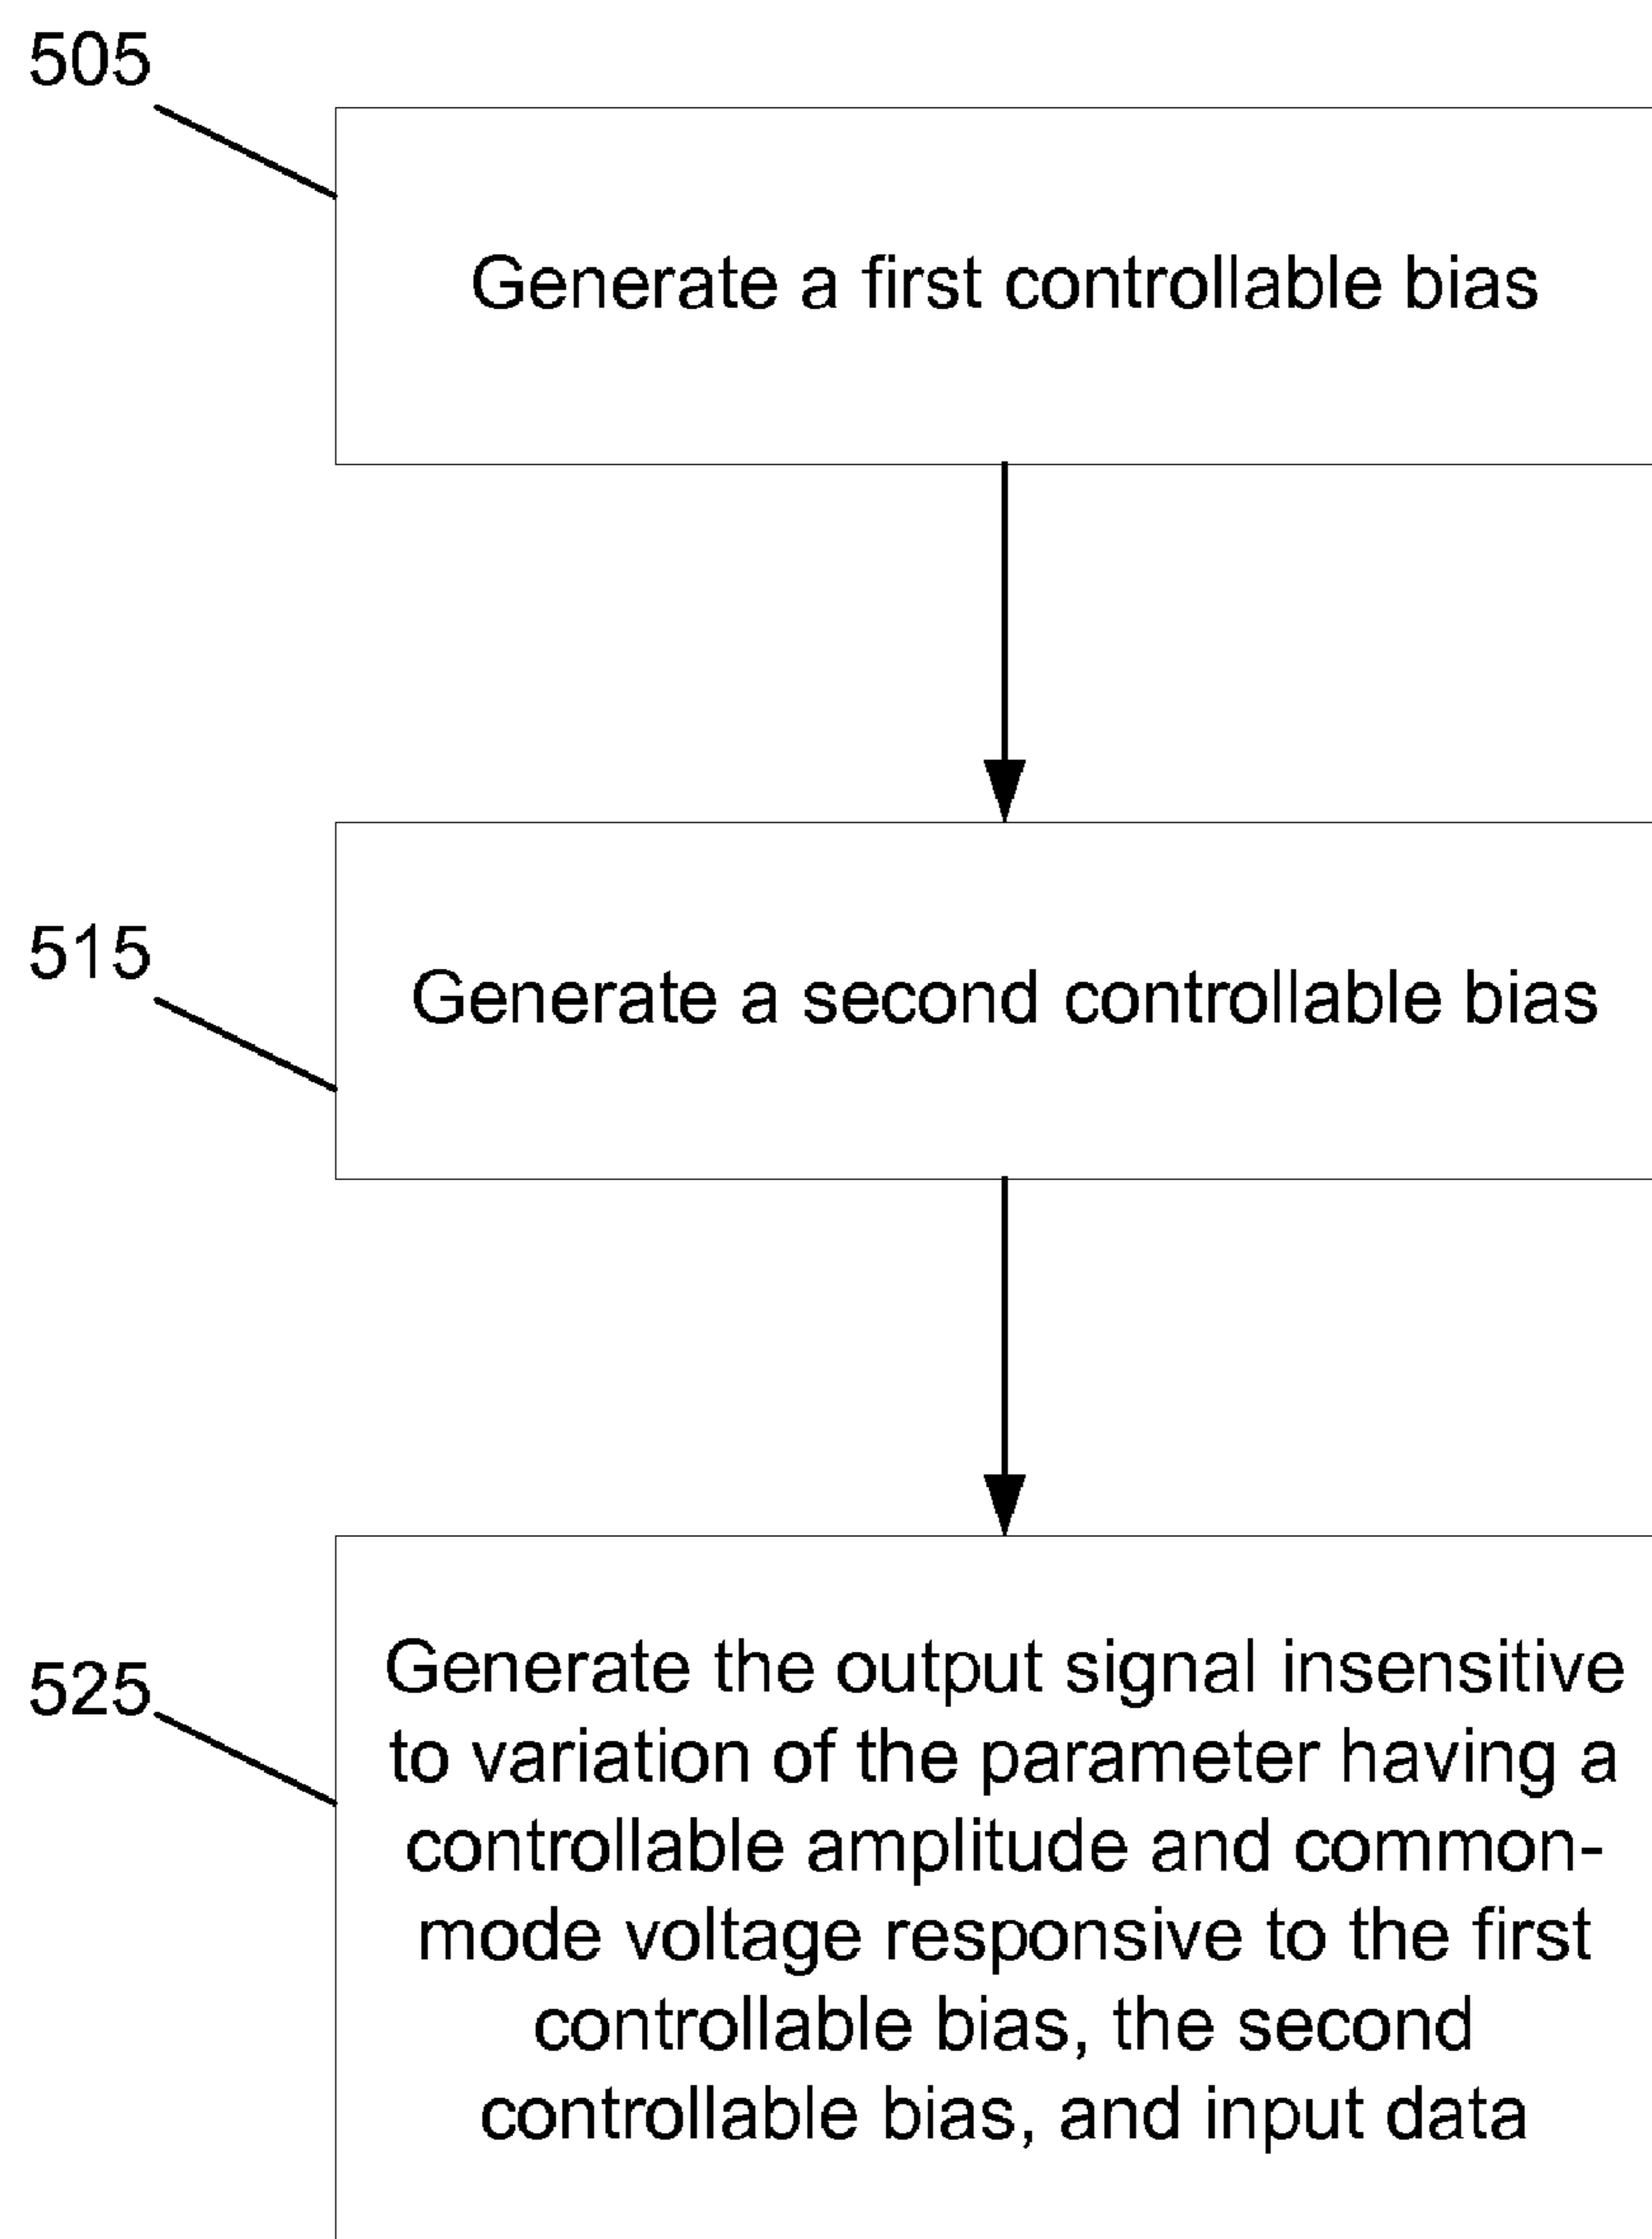 505
Generate a first controllable bias
515
Generate a second controllable bias
525
Generate the output signal insensitive
to variation of the parameter having a
controllable amplitude and common-
mode voltage responsive to the first
controllable bias, the second
controllable bias, and input data